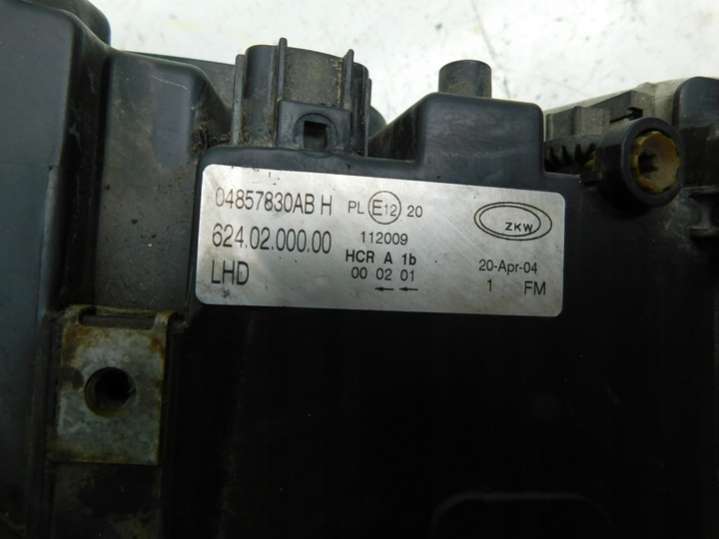 04857830AB H
624.02.000.00
LHD
PL E12 20
112009
HCR A 1b
00 02 01
← ←
ZKW
20-Apr-04
1 FM